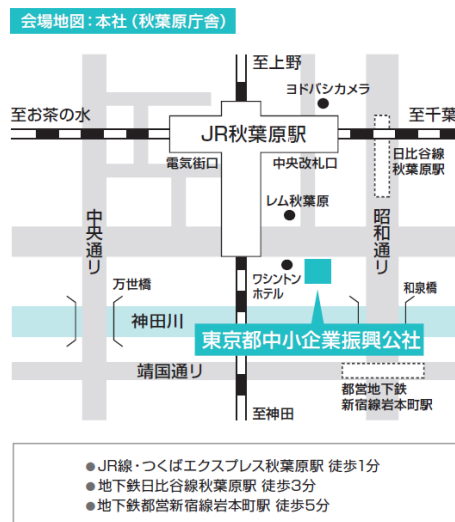 会場地図：本社（秋葉原庁舎）
至上野
ヨドバシカメラ
至お茶の水
至千葉
JR秋葉原駅
電気街口
中央改札口
日比谷線
秋葉原駅
レム秋葉原
中央通り
昭和通り
ワシントン
ホテル
万世橋
和泉橋
神田川
東京都中小企業振興公社
靖国通り
都営地下鉄
新宿線岩本町駅
至神田
●JR線・つくばエクスプレス秋葉原駅 徒歩1分
●地下鉄日比谷線秋葉原駅 徒歩3分
●地下鉄都営新宿線岩本町駅 徒歩5分